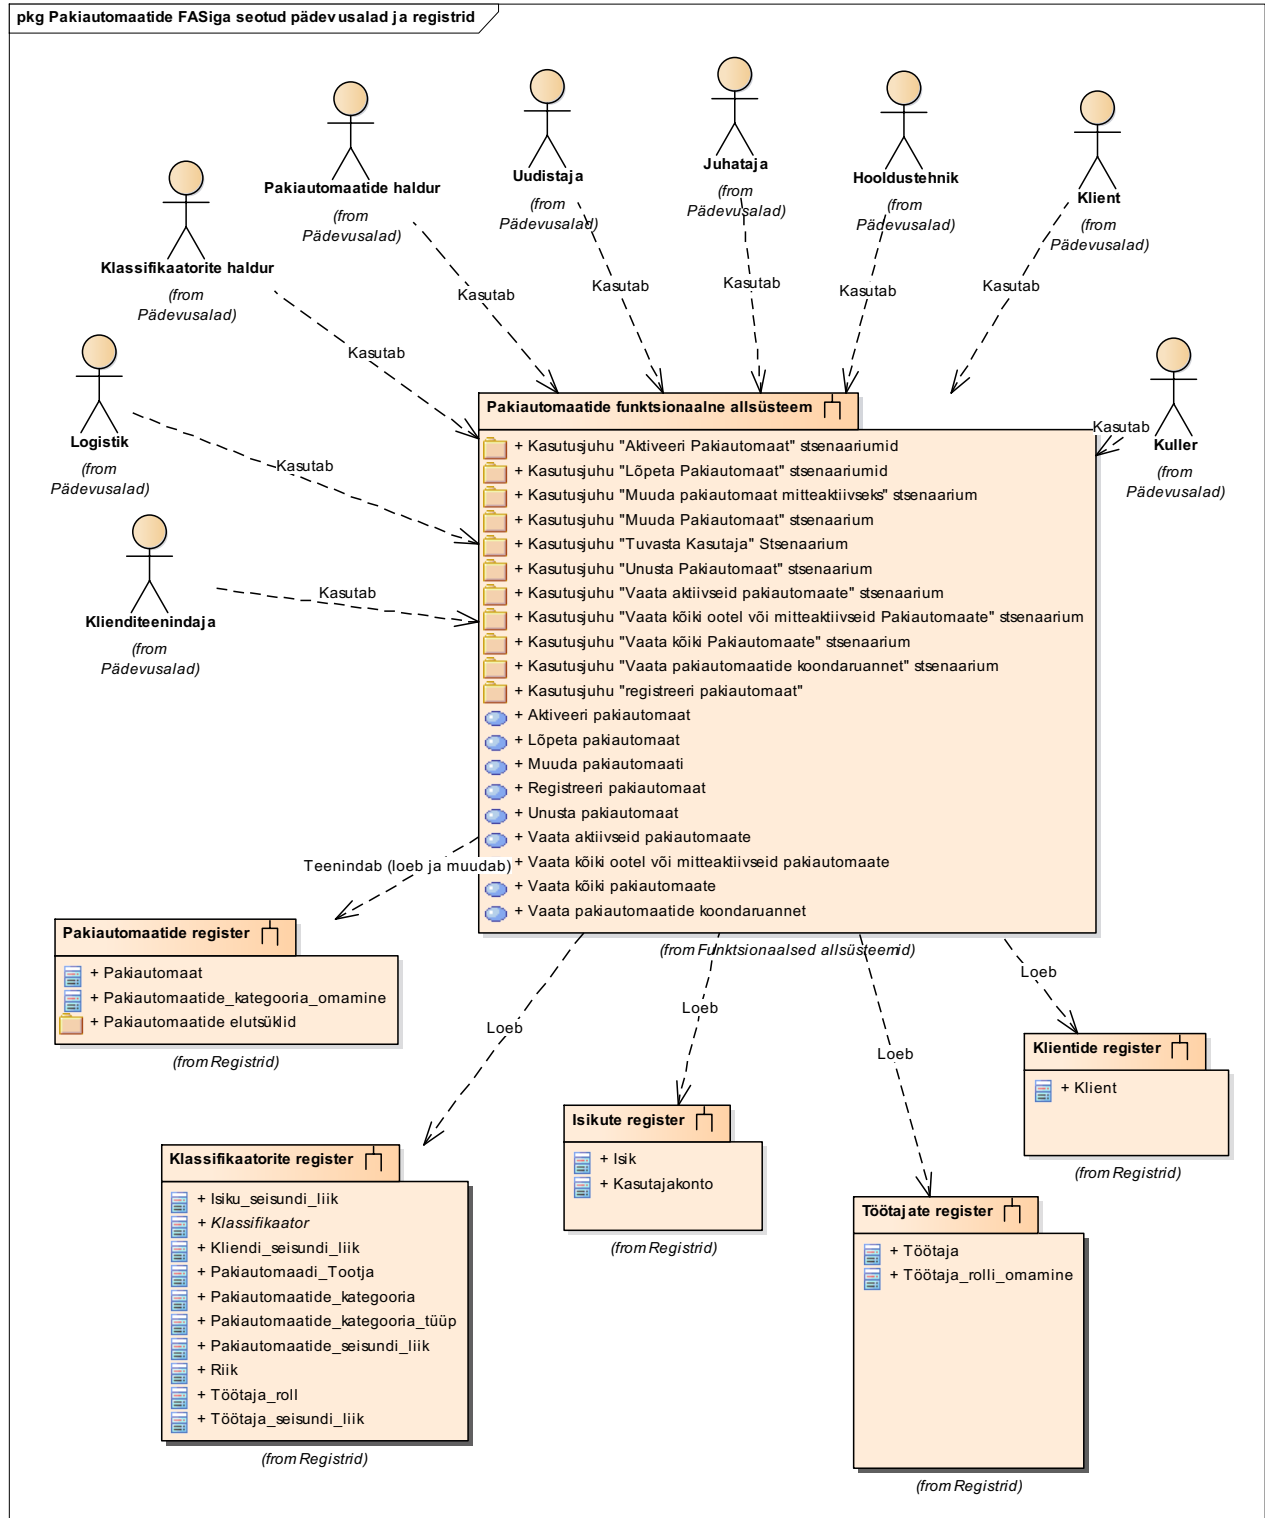 pkg Pakiautomaatide FASiga seotud pädevusalad ja registrid
Pakiautomaatide haldur
(from
Pädevusalad)
Uudistaja
(from
Pädevusalad)
Juhataja
(from
Pädevusalad)
Hooldustehnik
(from
Pädevusalad)
Klient
(from
Pädevusalad)
Klassifikaatorite haldur
(from
Pädevusalad)
Logistik
(from
Pädevusalad)
Klienditeenindaja
(from
Pädevusalad)
Kuller
(from
Pädevusalad)
Kasutab
Kasutab
Kasutab
Kasutab
Kasutab
Kasutab
Kasutab
Kasutab
Kasutab
Pakiautomaatide funktsionaalne allsüsteem
+ Kasutusjuhu "Aktiveeri Pakiautomaat" stsenaariumid
+ Kasutusjuhu "Lõpeta Pakiautomaat" stsenaariumid
+ Kasutusjuhu "Muuda pakiautomaat mitteaktiivseks" stsenaarium
+ Kasutusjuhu "Muuda Pakiautomaat" stsenaarium
+ Kasutusjuhu "Tuvasta Kasutaja" Stsenaarium
+ Kasutusjuhu "Unusta Pakiautomaat" stsenaarium
+ Kasutusjuhu "Vaata aktiivseid pakiautomaate" stsenaarium
+ Kasutusjuhu "Vaata kõiki ootel või mitteaktiivseid Pakiautomaate" stsenaarium
+ Kasutusjuhu "Vaata kõiki Pakiautomaate" stsenaarium
+ Kasutusjuhu "Vaata pakiautomaatide koondaruannet" stsenaarium
+ Kasutusjuhu "registreeri pakiautomaat"
+ Aktiveeri pakiautomaat
+ Lõpeta pakiautomaat
+ Muuda pakiautomaati
+ Registreeri pakiautomaat
+ Unusta pakiautomaat
+ Vaata aktiivseid pakiautomaate
+ Vaata kõiki ootel või mitteaktiivseid pakiautomaate
+ Vaata kõiki pakiautomaate
+ Vaata pakiautomaatide koondaruannet
(from Funktsionaalsed allsüsteemid)
Teenindab (loeb ja muudab)
Pakiautomaatide register
+ Pakiautomaat
+ Pakiautomaatide_kategooria_omamine
+ Pakiautomaatide elutsüklid
(from Registrid)
Loeb
Loeb
Loeb
Loeb
Klientide register
+ Klient
(from Registrid)
Isikute register
+ Isik
+ Kasutajakonto
(from Registrid)
Klassifikaatorite register
+ Isiku_seisundi_liik
+ Klassifikaator
+ Kliendi_seisundi_liik
+ Pakiautomaadi_Tootja
+ Pakiautomaatide_kategooria
+ Pakiautomaatide_kategooria_tüüp
+ Pakiautomaatide_seisundi_liik
+ Riik
+ Töötaja_roll
+ Töötaja_seisundi_liik
(from Registrid)
Töötajate register
+ Töötaja
+ Töötaja_rolli_omamine
(from Registrid)